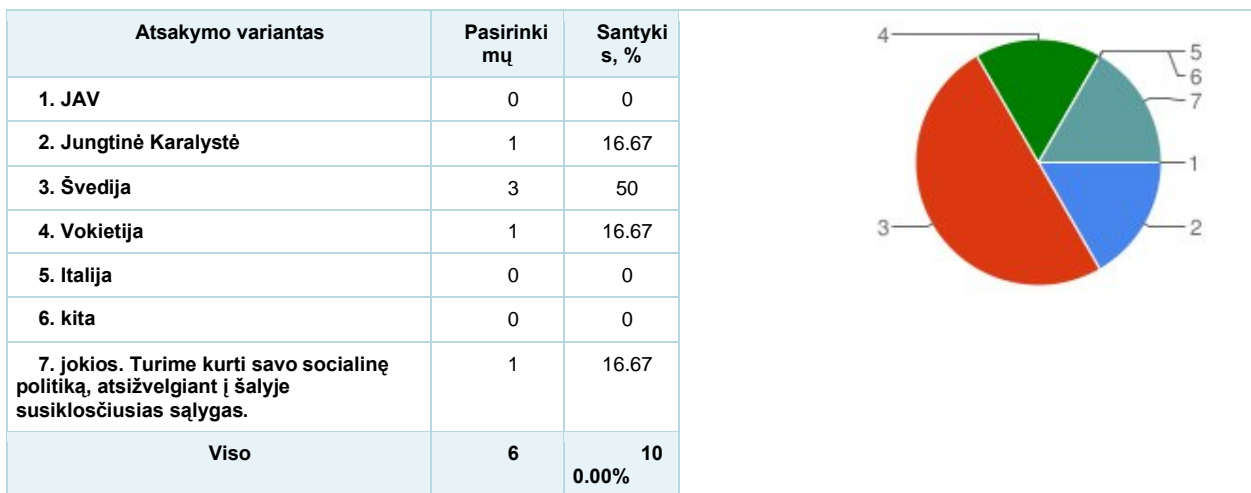 Atsakymo variantas Pasirinki Santyki
mų s, %
1. JAV 0 0
2. Jungtinė Karalystė 1 16.67
3. Švedija 3 50
4. Vokietija 1 16.67
5. Italija 0 0
6. kita 0 0
7. jokios. Turime kurti savo socialinę 1 16.67
politiką, atsižvelgiant į šalyje
susiklosčiusias sąlygas.
Viso 6 10
0.00%
4
5
6
7
1
3
2